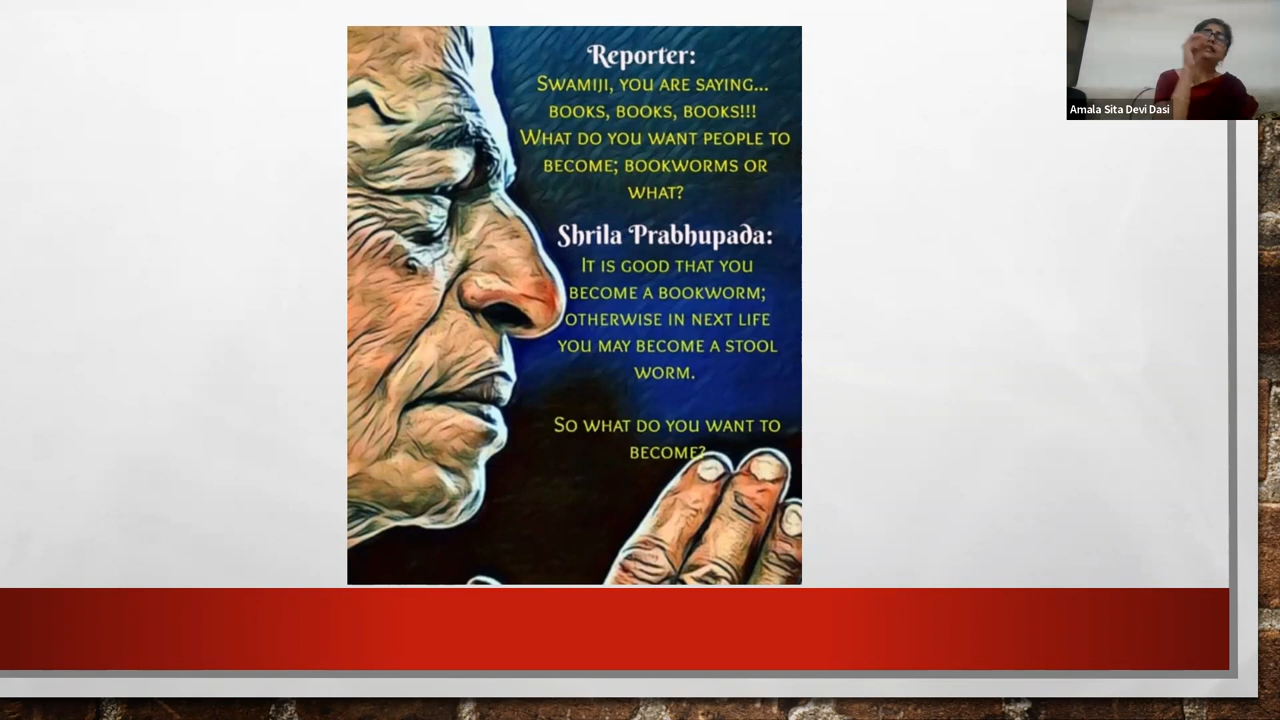 Reporter:
Swamiji, you are saying...
books, books, books!!!
What do you want people to
become; bookworms or
what?
Shrila Prabhupada:
It is good that you
become a bookworm;
otherwise in next life
you may become a stool
worm.
So what do you want to
become?
Amala Sita Devi Dasi